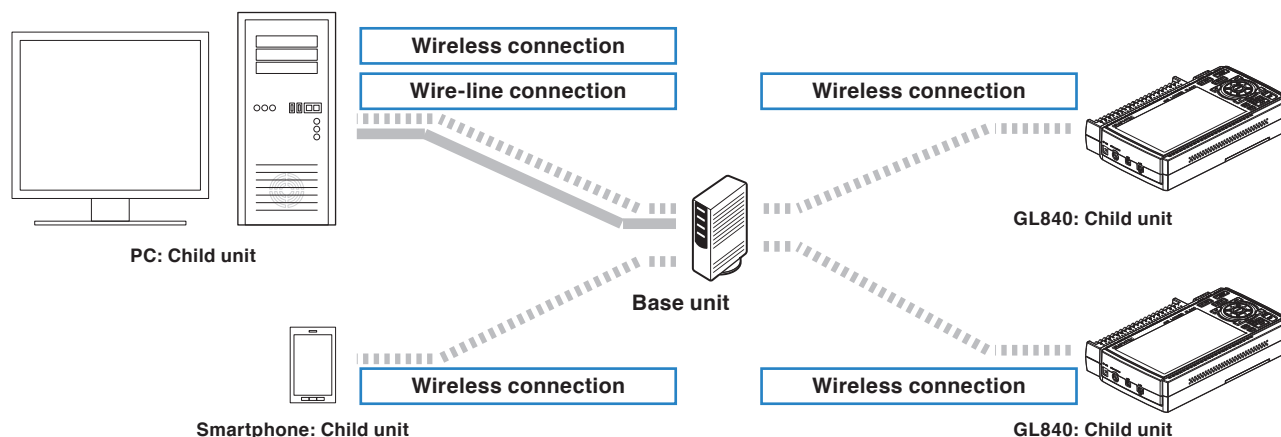 Wireless connection
Wire-line connection
Wireless connection
GL840: Child unit
PC: Child unit
Base unit
Wireless connection
Wireless connection
Smartphone: Child unit
GL840: Child unit